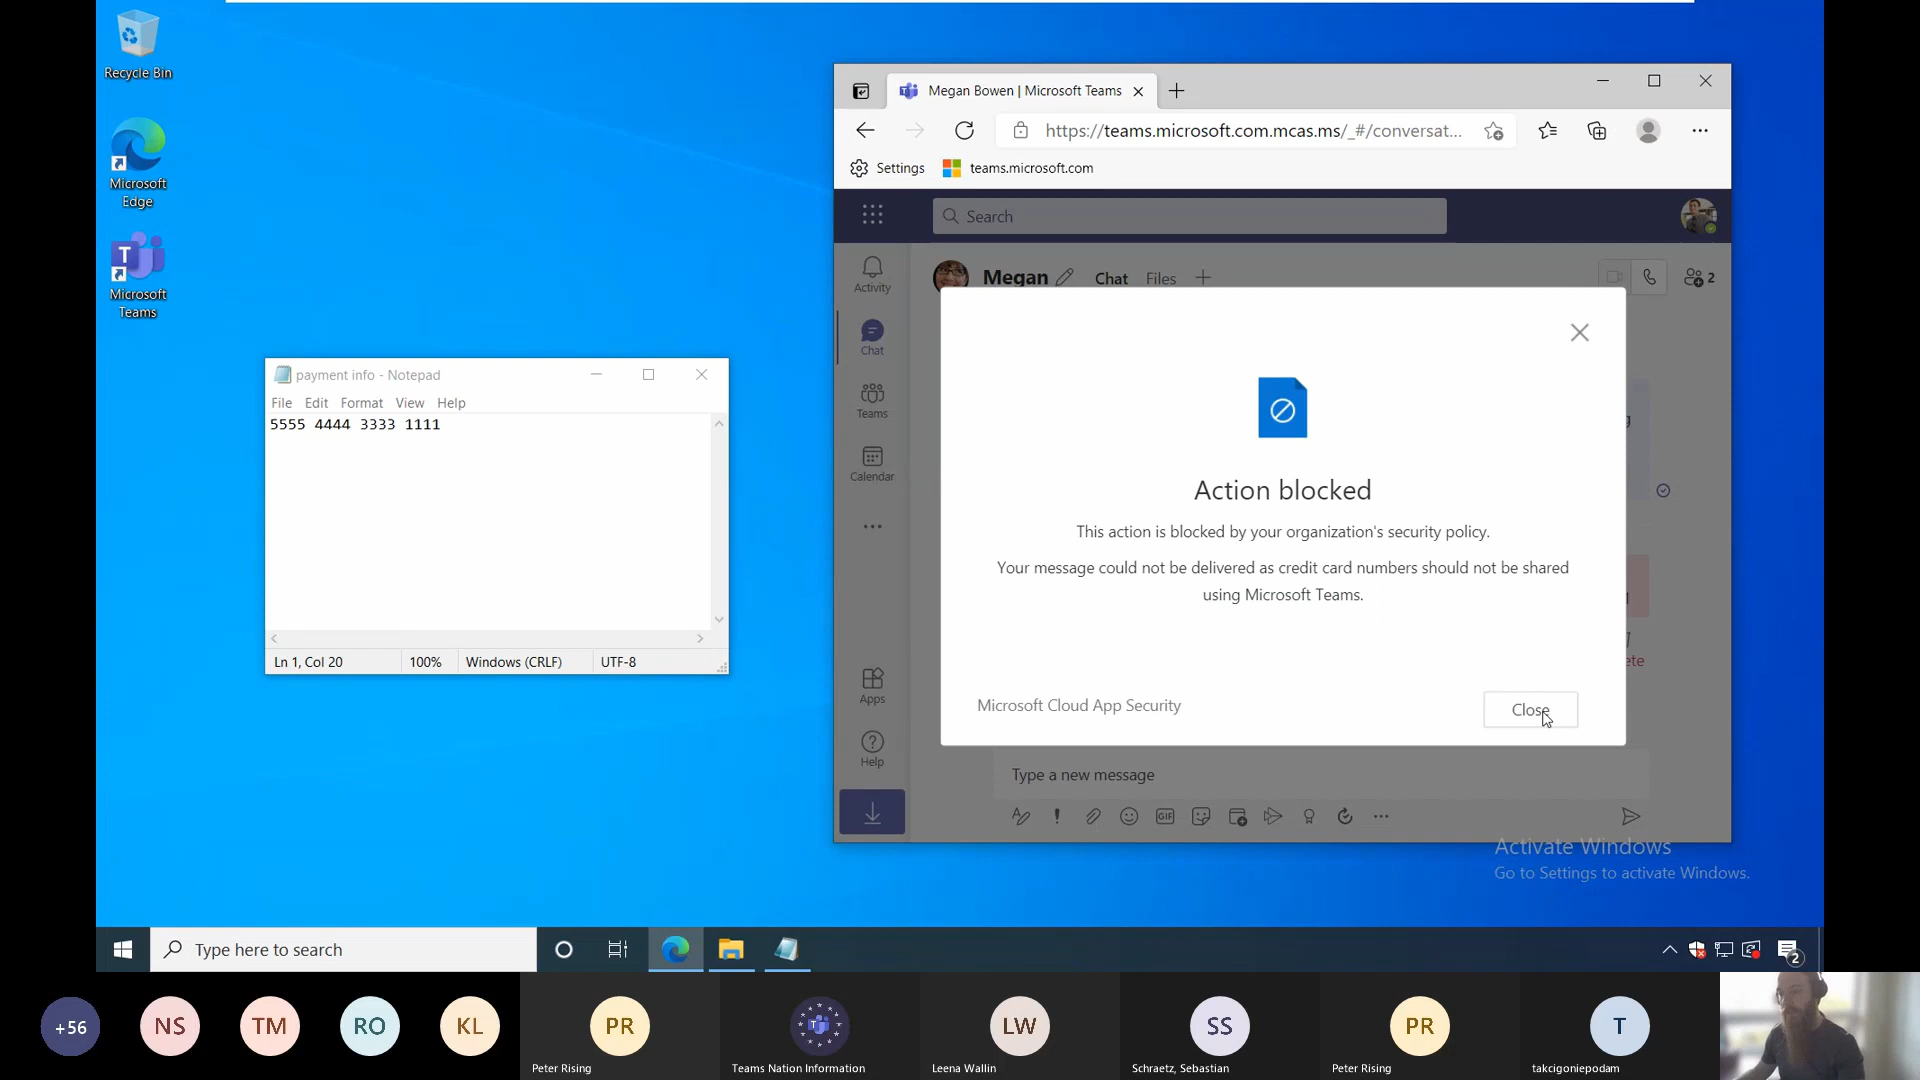 Recycle Bin
Microsoft
Edge
T
Microsoft
Teams
payment info - Notepad
File Edit Format View Help
5555 4444 3333 1111
Ln 1, Col 20 100% Windows (CRLF) UTF-8
Megan Bowen | Microsoft Teams
https://teams.microsoft.com.mcas.ms/_#/conversat...
Settings teams.microsoft.com
Search
Activity
Chat
Teams
Calendar
Apps
Help
Megan Chat Files 2
Action blocked
This action is blocked by your organization's security policy.
Your message could not be delivered as credit card numbers should not be shared
using Microsoft Teams.
Microsoft Cloud App Security
Close
ete
Type a new message
GIF
Activate Windows
Go to Settings to activate Windows.
Type here to search
2
+56 NS TM RO KL PR LW SS PR T
Peter Rising Teams Nation Information Leena Wallin Schraetz, Sebastian Peter Rising takcigoniepodam